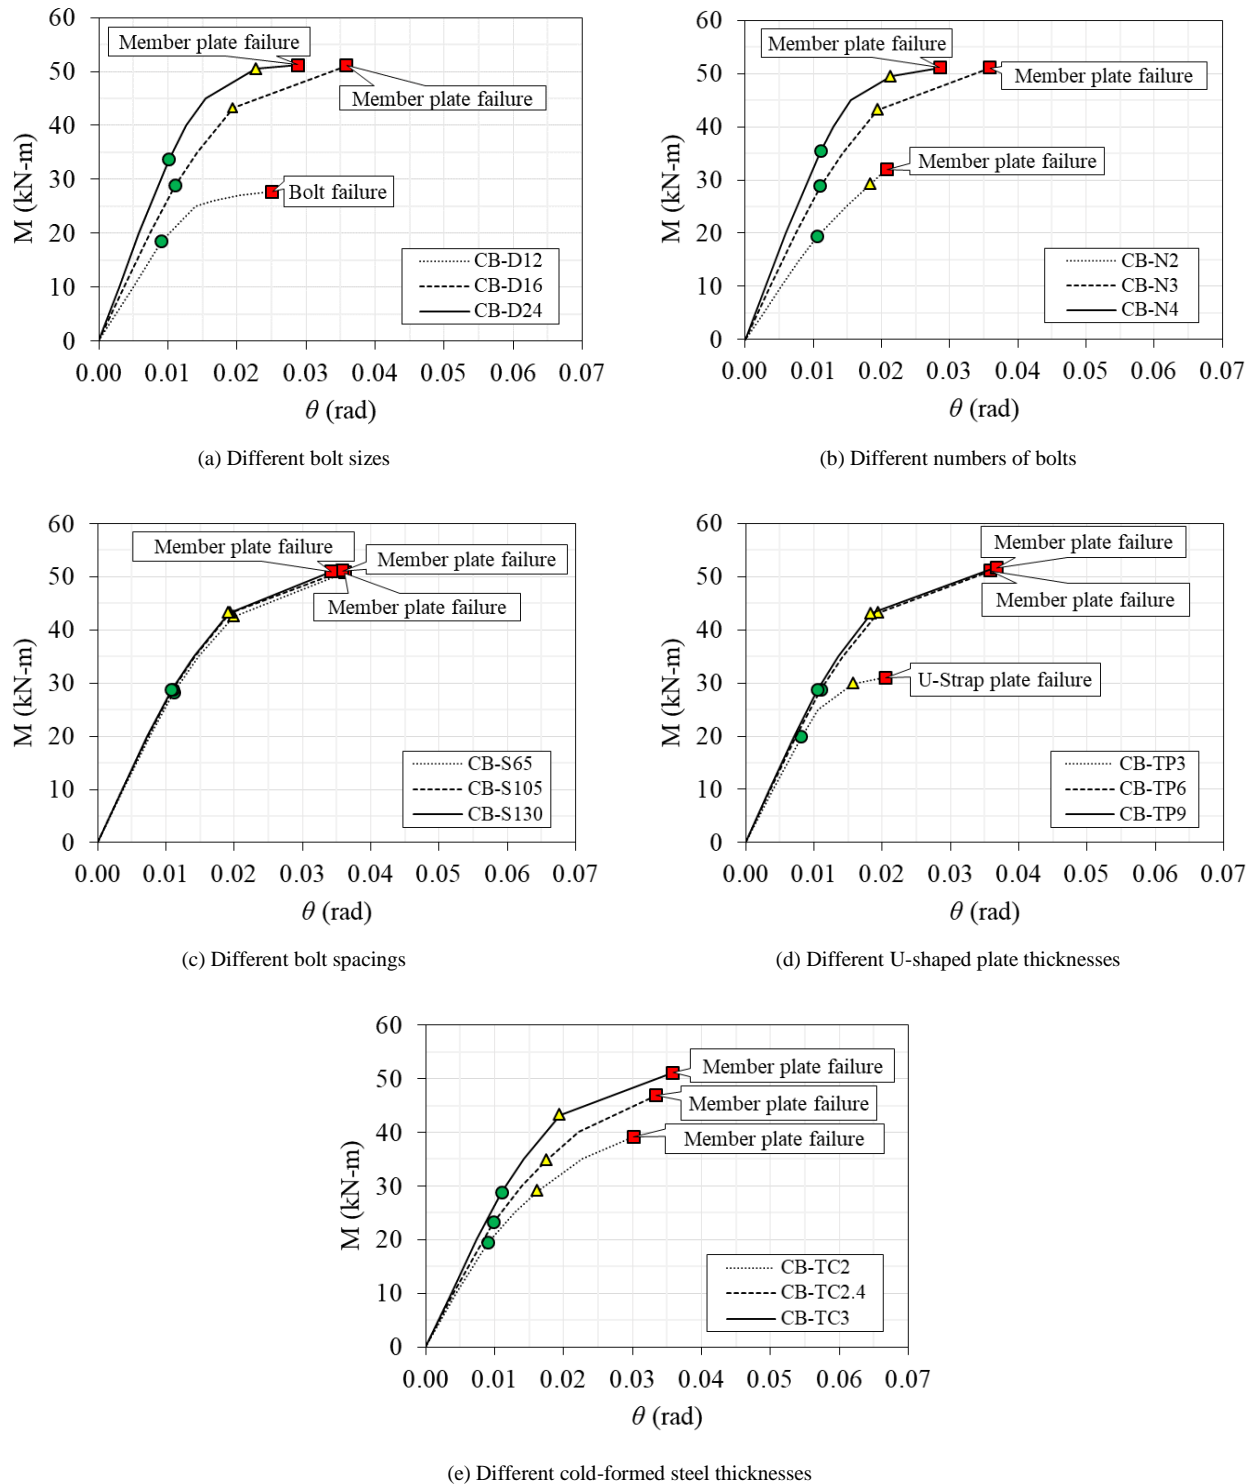 60
50
40
30
20
10
0
M (kN-m)
Member plate failure
Member plate failure
Bolt failure
CB-D12
CB-D16
CB-D24
0.00 0.01 0.02 0.03 0.04 0.05 0.06 0.07
θ (rad)
(a) Different bolt sizes
60
50
40
30
20
10
0
M (kN-m)
Member plate failure
Member plate failure
Member plate failure
CB-N2
CB-N3
CB-N4
0.00 0.01 0.02 0.03 0.04 0.05 0.06 0.07
θ (rad)
(b) Different numbers of bolts
60
50
40
30
20
10
0
M (kN-m)
Member plate failure
Member plate failure
Member plate failure
CB-S65
CB-S105
CB-S130
0.00 0.01 0.02 0.03 0.04 0.05 0.06 0.07
θ (rad)
(c) Different bolt spacings
60
50
40
30
20
10
0
M (kN-m)
Member plate failure
Member plate failure
U-Strap plate failure
CB-TP3
CB-TP6
CB-TP9
0.00 0.01 0.02 0.03 0.04 0.05 0.06 0.07
θ (rad)
(d) Different U-shaped plate thicknesses
60
50
40
30
20
10
0
M (kN-m)
Member plate failure
Member plate failure
Member plate failure
CB-TC2
CB-TC2.4
CB-TC3
0.00 0.01 0.02 0.03 0.04 0.05 0.06 0.07
θ (rad)
(e) Different cold-formed steel thicknesses